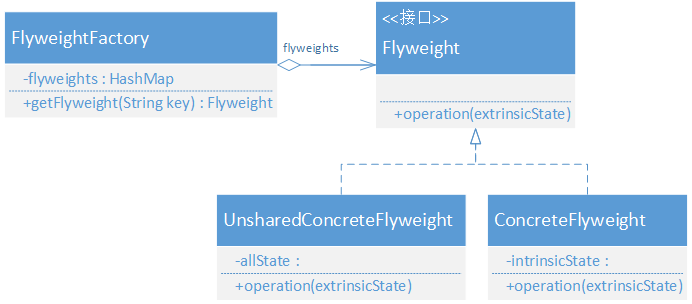 FlyweightFactory
-flyweights : HashMap
+getFlyweight(String key) : Flyweight
flyweights
<<接口>>
Flyweight
+operation(extrinsicState)
UnsharedConcreteFlyweight
-allState :
+operation(extrinsicState)
ConcreteFlyweight
-intrinsicState :
+operation(extrinsicState)